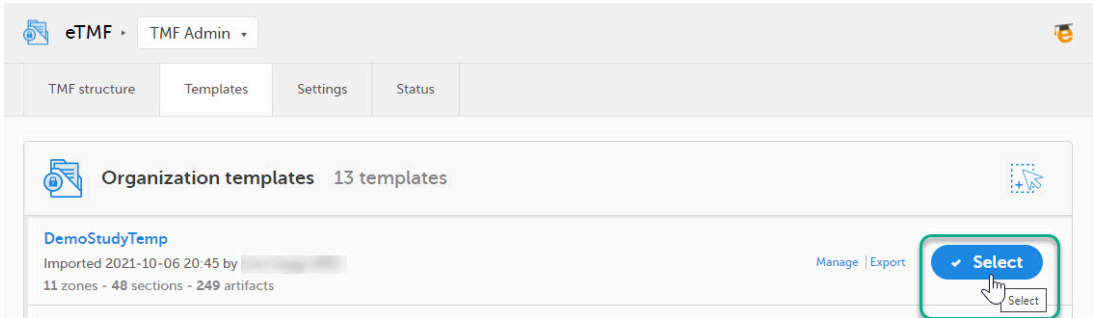 eTMF
TMF Admin
TMF structure Templates Settings Status
Organization templates 13 templates
DemoStudyTemp
Imported 2021-10-06 20:45 by
Manage | Export
Select
11 zones - 48 sections - 249 artifacts
Select